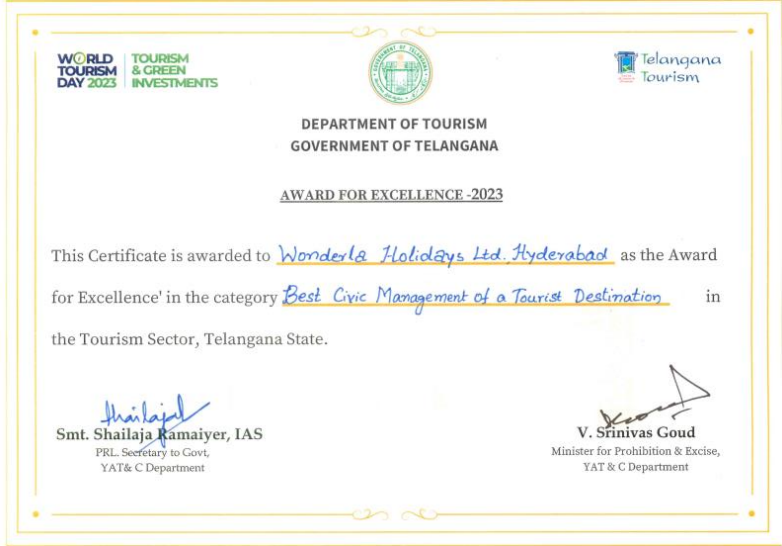 WORLD TOURISM DAY 2023
TOURISM & GREEN INVESTMENTS
GOVERNMENT OF TELANGANA
Telangana Tourism
DEPARTMENT OF TOURISM
GOVERNMENT OF TELANGANA
AWARD FOR EXCELLENCE -2023
This Certificate is awarded to Wonderla Holidays Ltd. Hyderabad as the Award
for Excellence' in the category Best Civic Management of a Tourist Destination in
the Tourism Sector, Telangana State.
Smt. Shailaja Ramaiyer, IAS
PRL. Secretary to Govt,
YAT& C Department
V. Srinivas Goud
Minister for Prohibition & Excise,
YAT & C Department